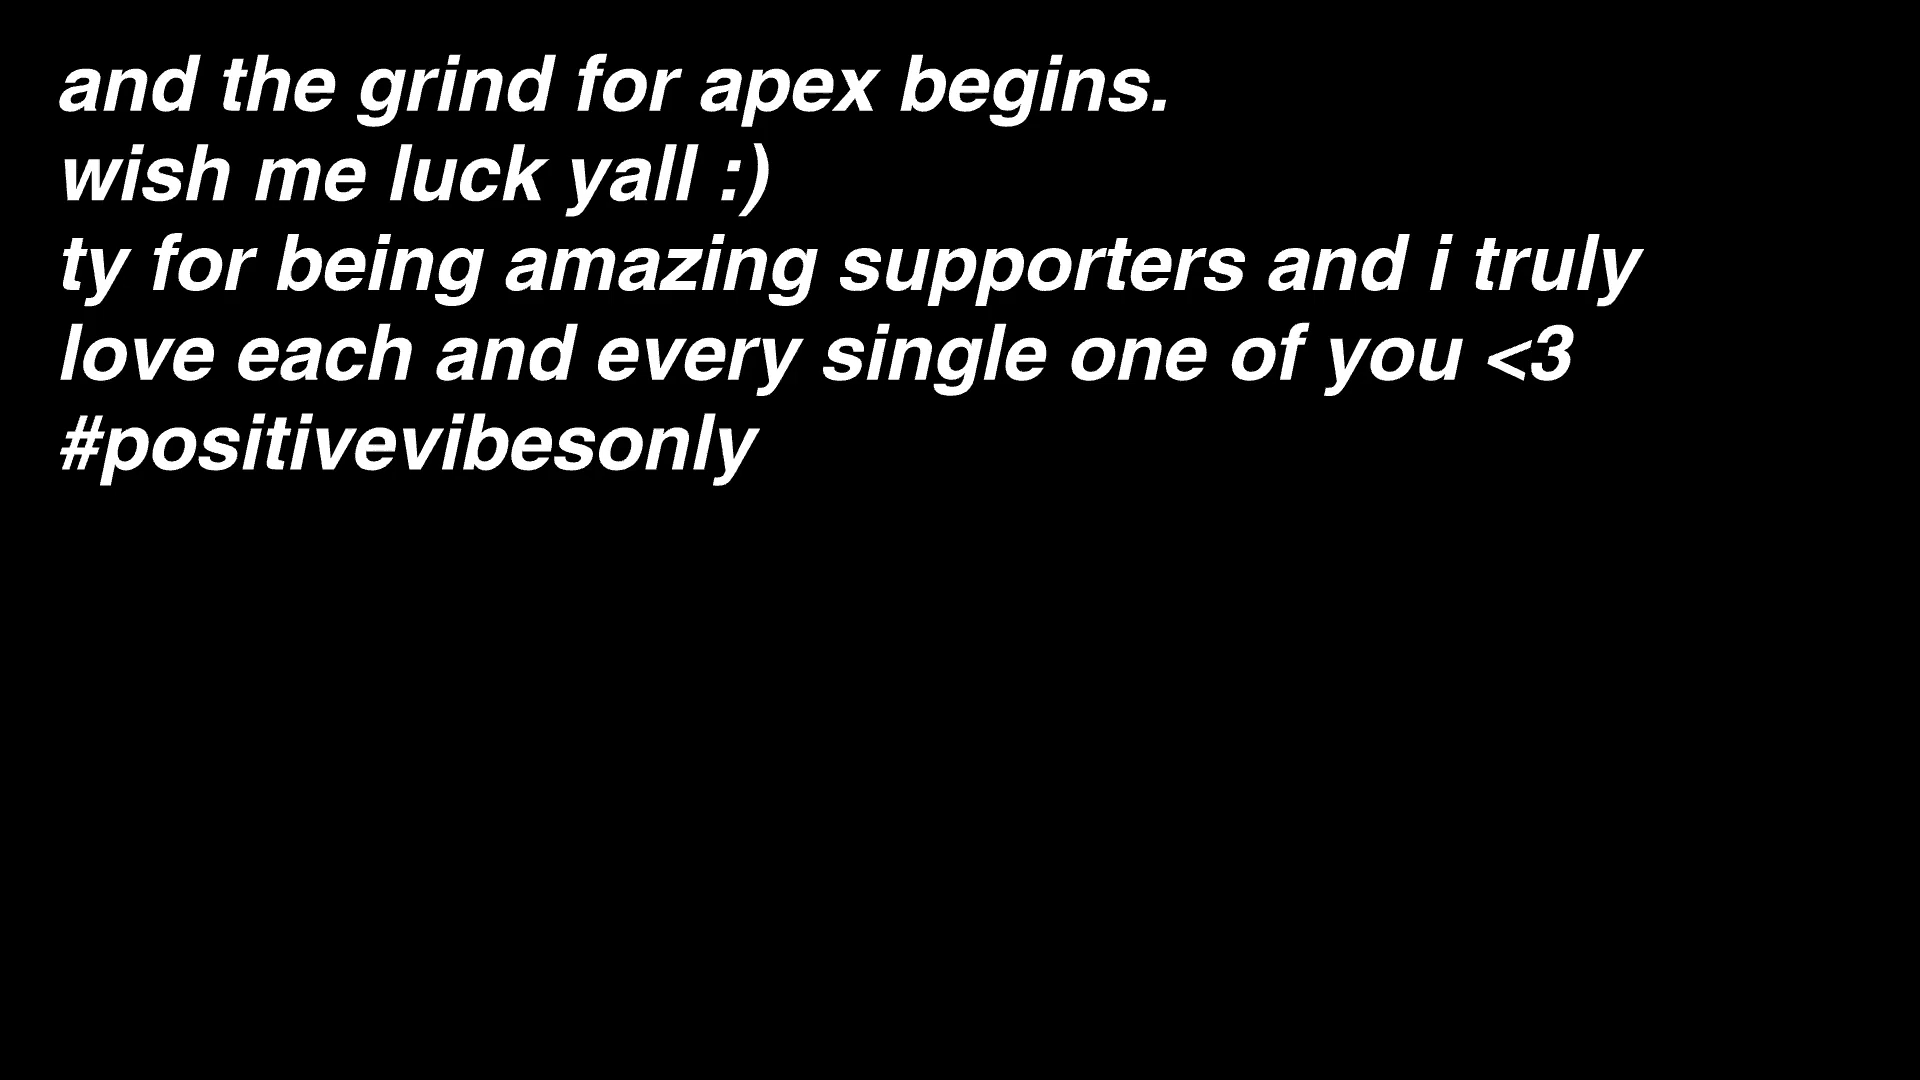 and the grind for apex begins.
wish me luck yall :)
ty for being amazing supporters and i truly
love each and every single one of you <3
#positivevibesonly